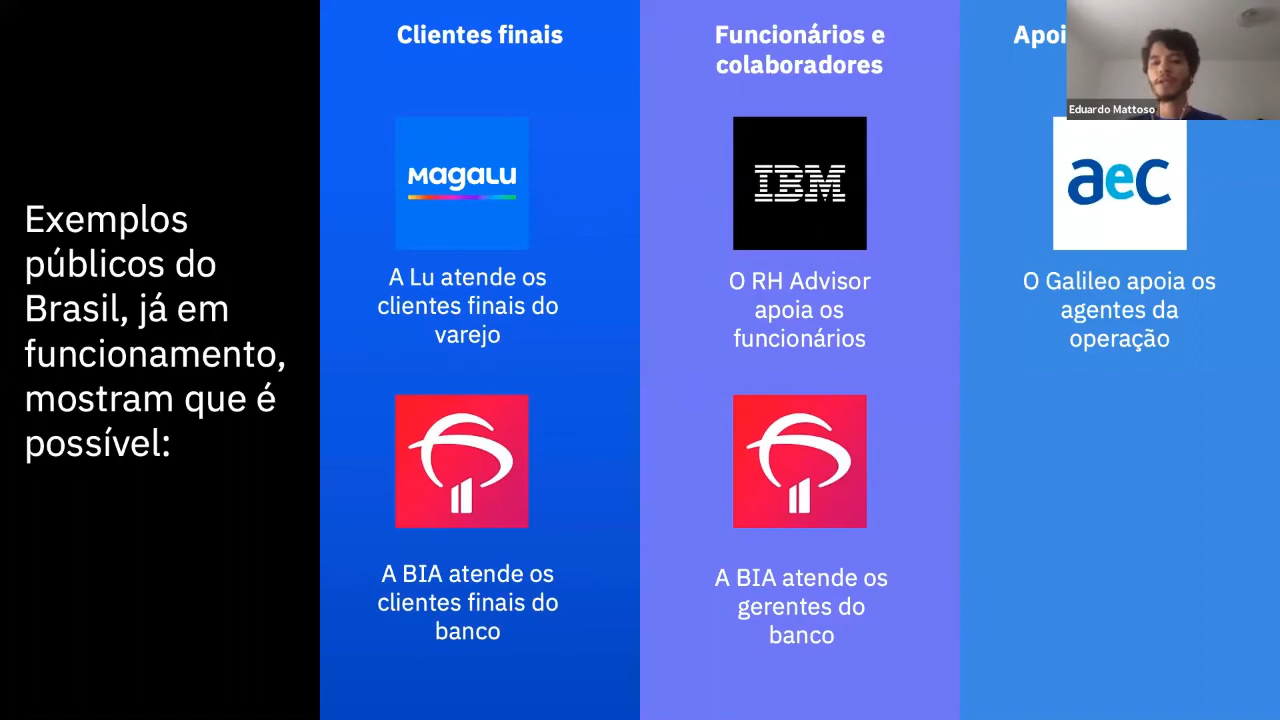 Exemplos
públicos do
Brasil, já em
funcionamento,
mostram que é
possível:
Clientes finais
magalu
A Lu atende os
clientes finais do
varejo
A BIA atende os
clientes finais do
banco
Funcionários e
colaboradores
IBM
O RH Advisor
apoia os
funcionários
A BIA atende os
gerentes do
banco
Apoi
Eduardo Mattoso
aec
O Galileo apoia os
agentes da
operação